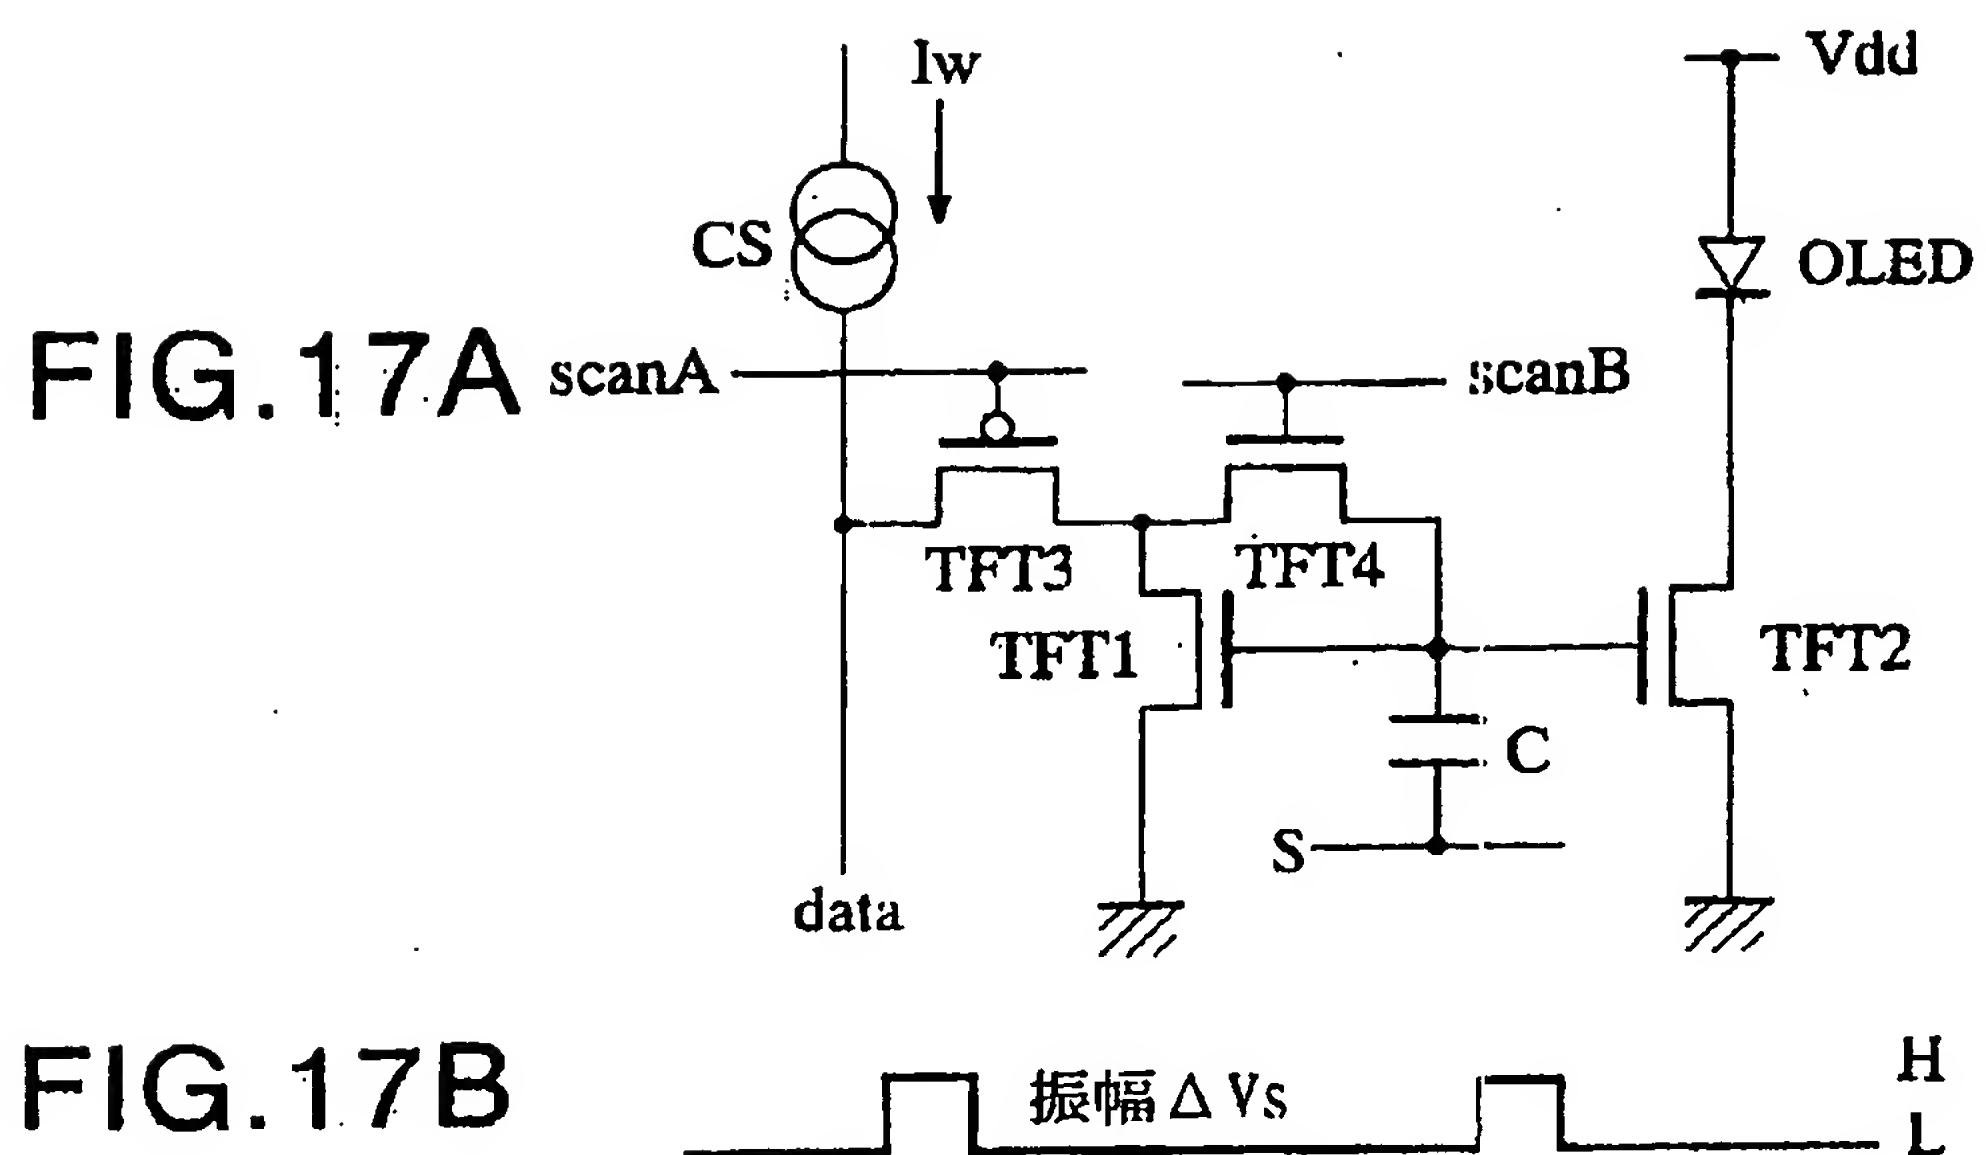 Iw
Vdd
CS
OLED
FIG.17A
scanA
scanB
TFT3
TFT4
TFT1
TFT2
C
S
data
FIG.17B
振幅ΔVs
H
L